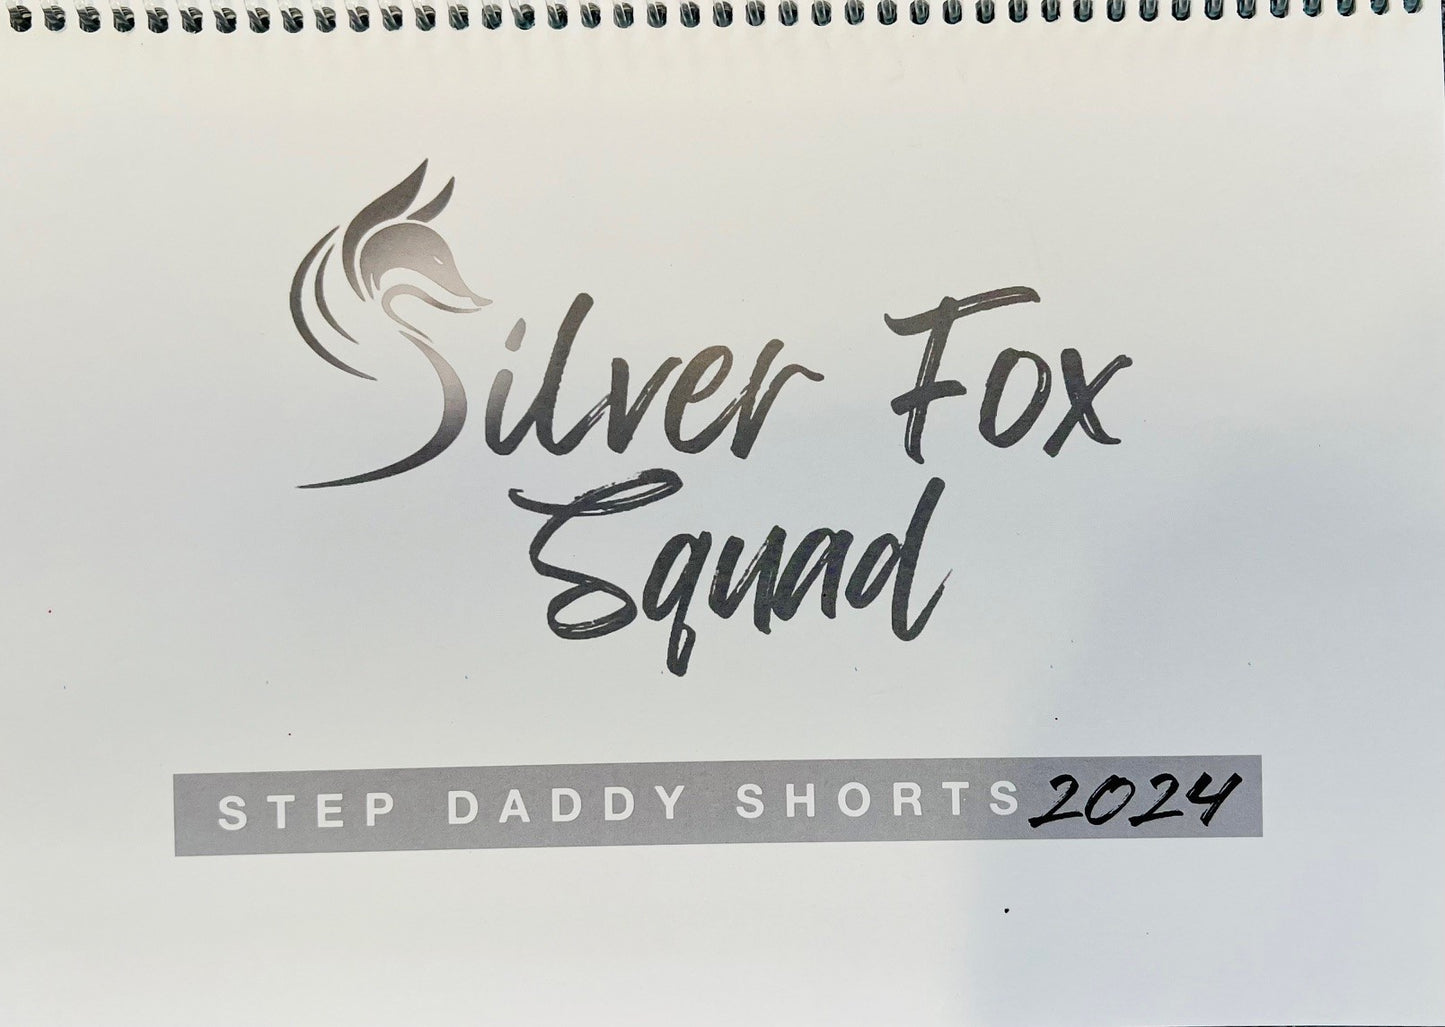 Silver Fox
Squad
STEP DADDY SHORTS 2024